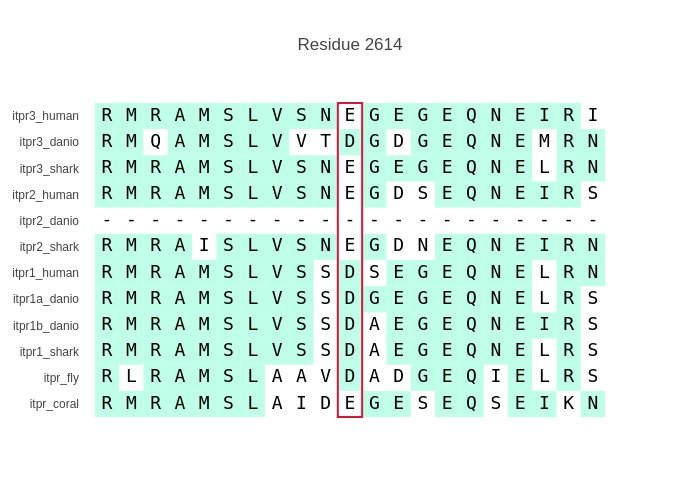 Residue 2614
itpr3_human R M R A M S L V S N E G E G E Q N E I R I
itpr3_danio R M Q A M S L V V T D G D G E Q N E M R N
itpr3_shark R M R A M S L V S N E G E G E Q N E L R N
itpr2_human R M R A M S L V S N E G D S E Q N E I R S
itpr2_danio - - - - - - - - - - - - - - - - - - - - -
itpr2_shark R M R A I S L V S N E G D N E Q N E I R N
itpr1_human R M R A M S L V S S D S E G E Q N E L R N
itpr1a_danio R M R A M S L V S S D G E G E Q N E L R S
itpr1b_danio R M R A M S L V S S D A E G E Q N E I R S
itpr1_shark R M R A M S L V S S D A E G E Q N E L R S
itpr_fly R L R A M S L A A V D A D G E Q I E L R S
itpr_coral R M R A M S L A I D E G E S E Q S E I K N